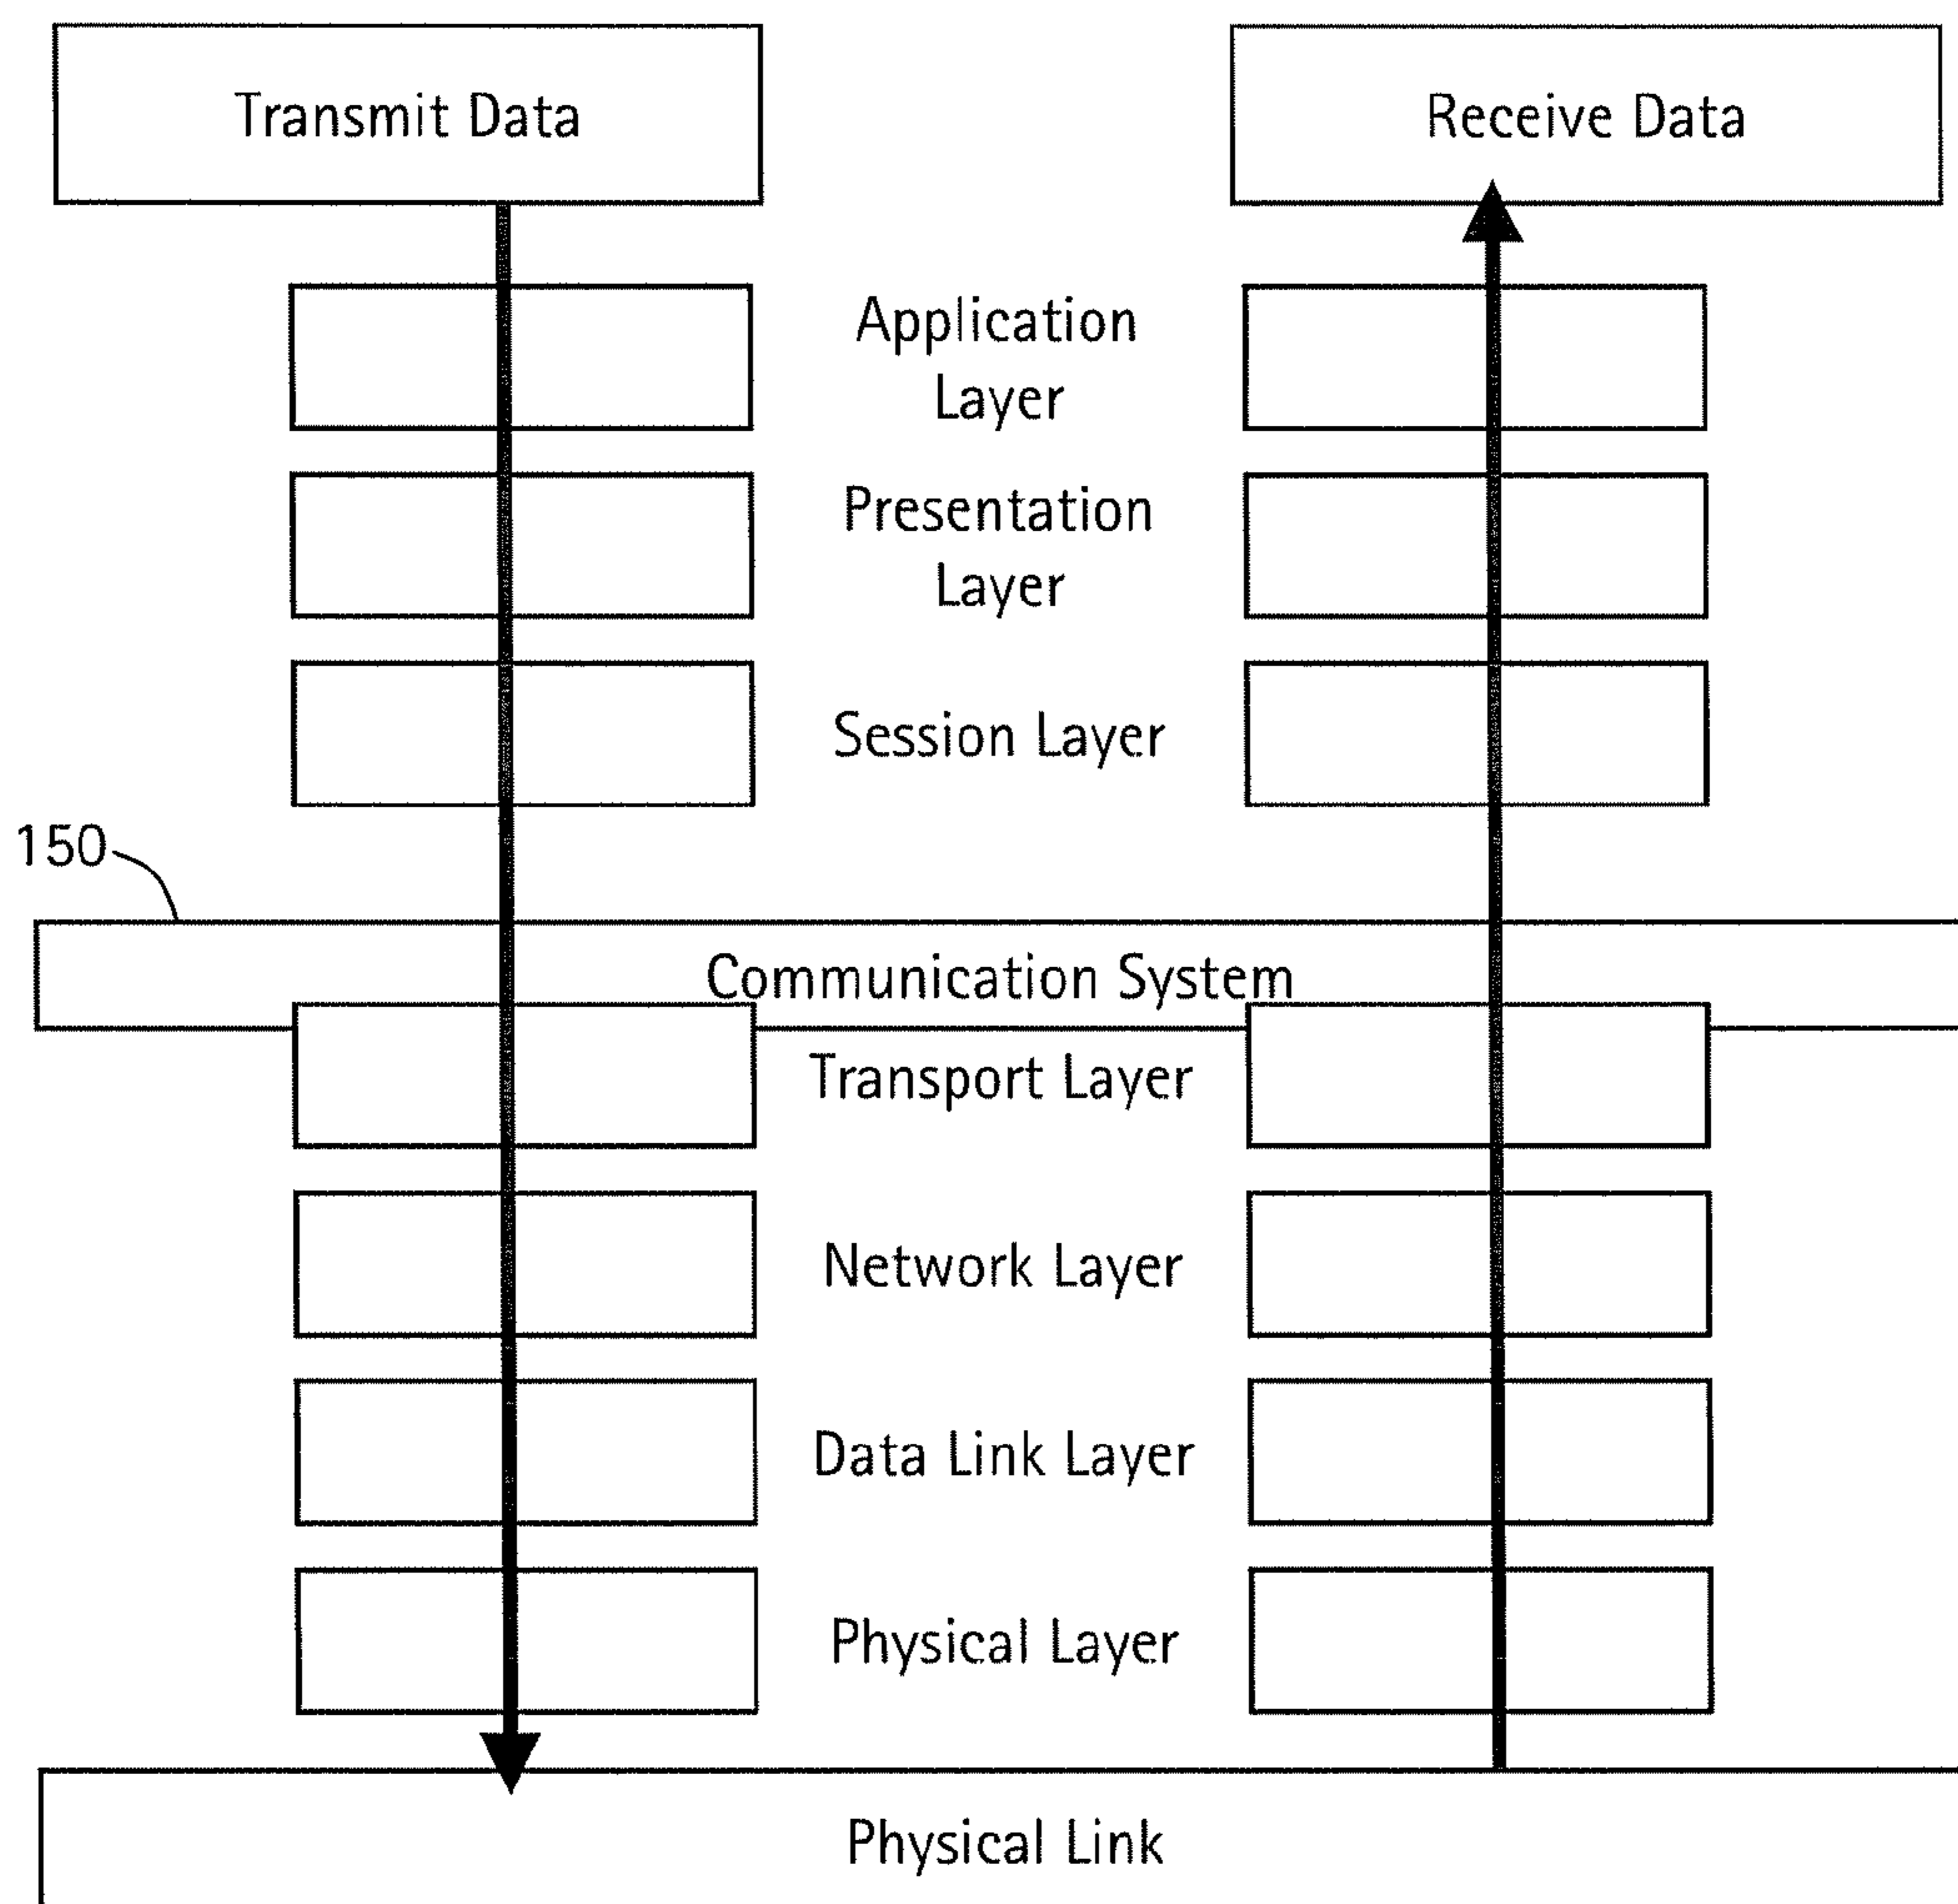 Transmit Data
Receive Data
Application
Layer
Presentation
Layer
Session Layer
150
Communication System
Transport Layer
Network Layer
Data Link Layer
Physical Layer
Physical Link